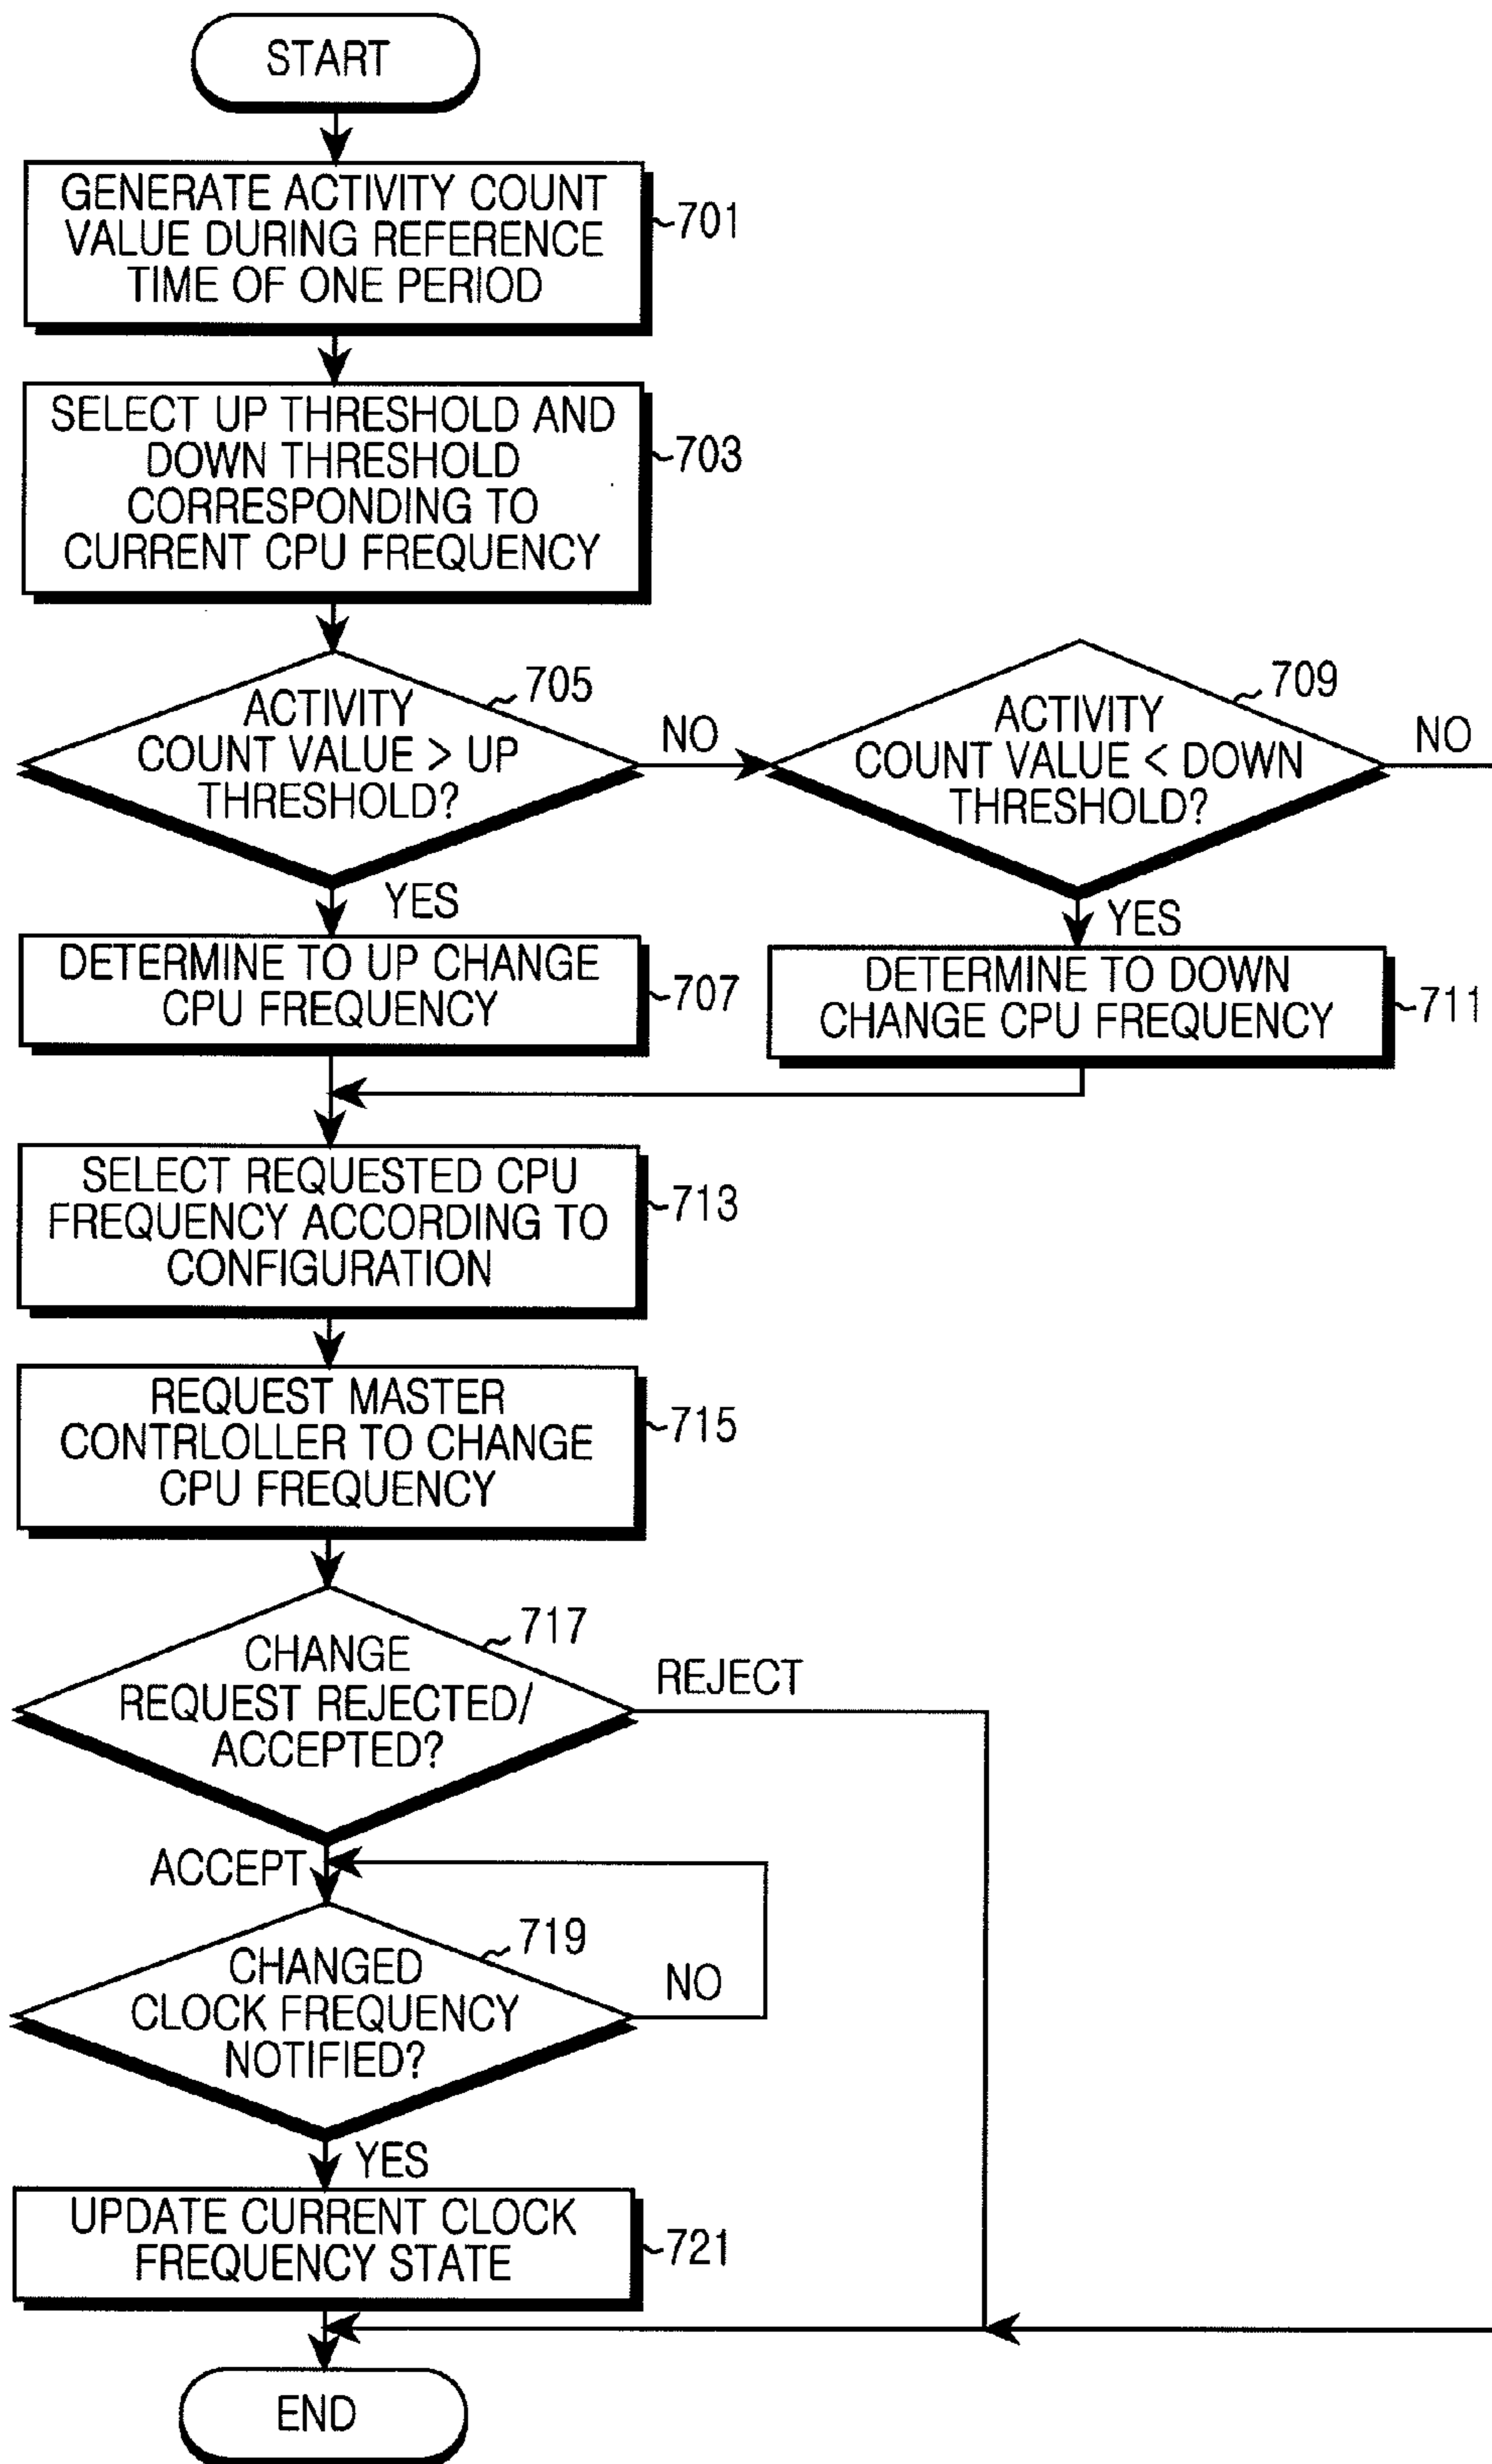 START
GENERATE ACTIVITY COUNT
VALUE DURING REFERENCE
TIME OF ONE PERIOD
701
SELECT UP THRESHOLD AND
DOWN THRESHOLD
CORRESPONDING TO
CURRENT CPU FREQUENCY
703
ACTIVITY
COUNT VALUE > UP
THRESHOLD?
705
NO
YES
ACTIVITY
COUNT VALUE < DOWN
THRESHOLD?
709
NO
YES
DETERMINE TO UP CHANGE
CPU FREQUENCY
707
DETERMINE TO DOWN
CHANGE CPU FREQUENCY
711
SELECT REQUESTED CPU
FREQUENCY ACCORDING TO
CONFIGURATION
713
REQUEST MASTER
CONTRLOLLER TO CHANGE
CPU FREQUENCY
715
CHANGE
REQUEST REJECTED/
ACCEPTED?
717
REJECT
ACCEPT
CHANGED
CLOCK FREQUENCY
NOTIFIED?
719
NO
YES
UPDATE CURRENT CLOCK
FREQUENCY STATE
721
END